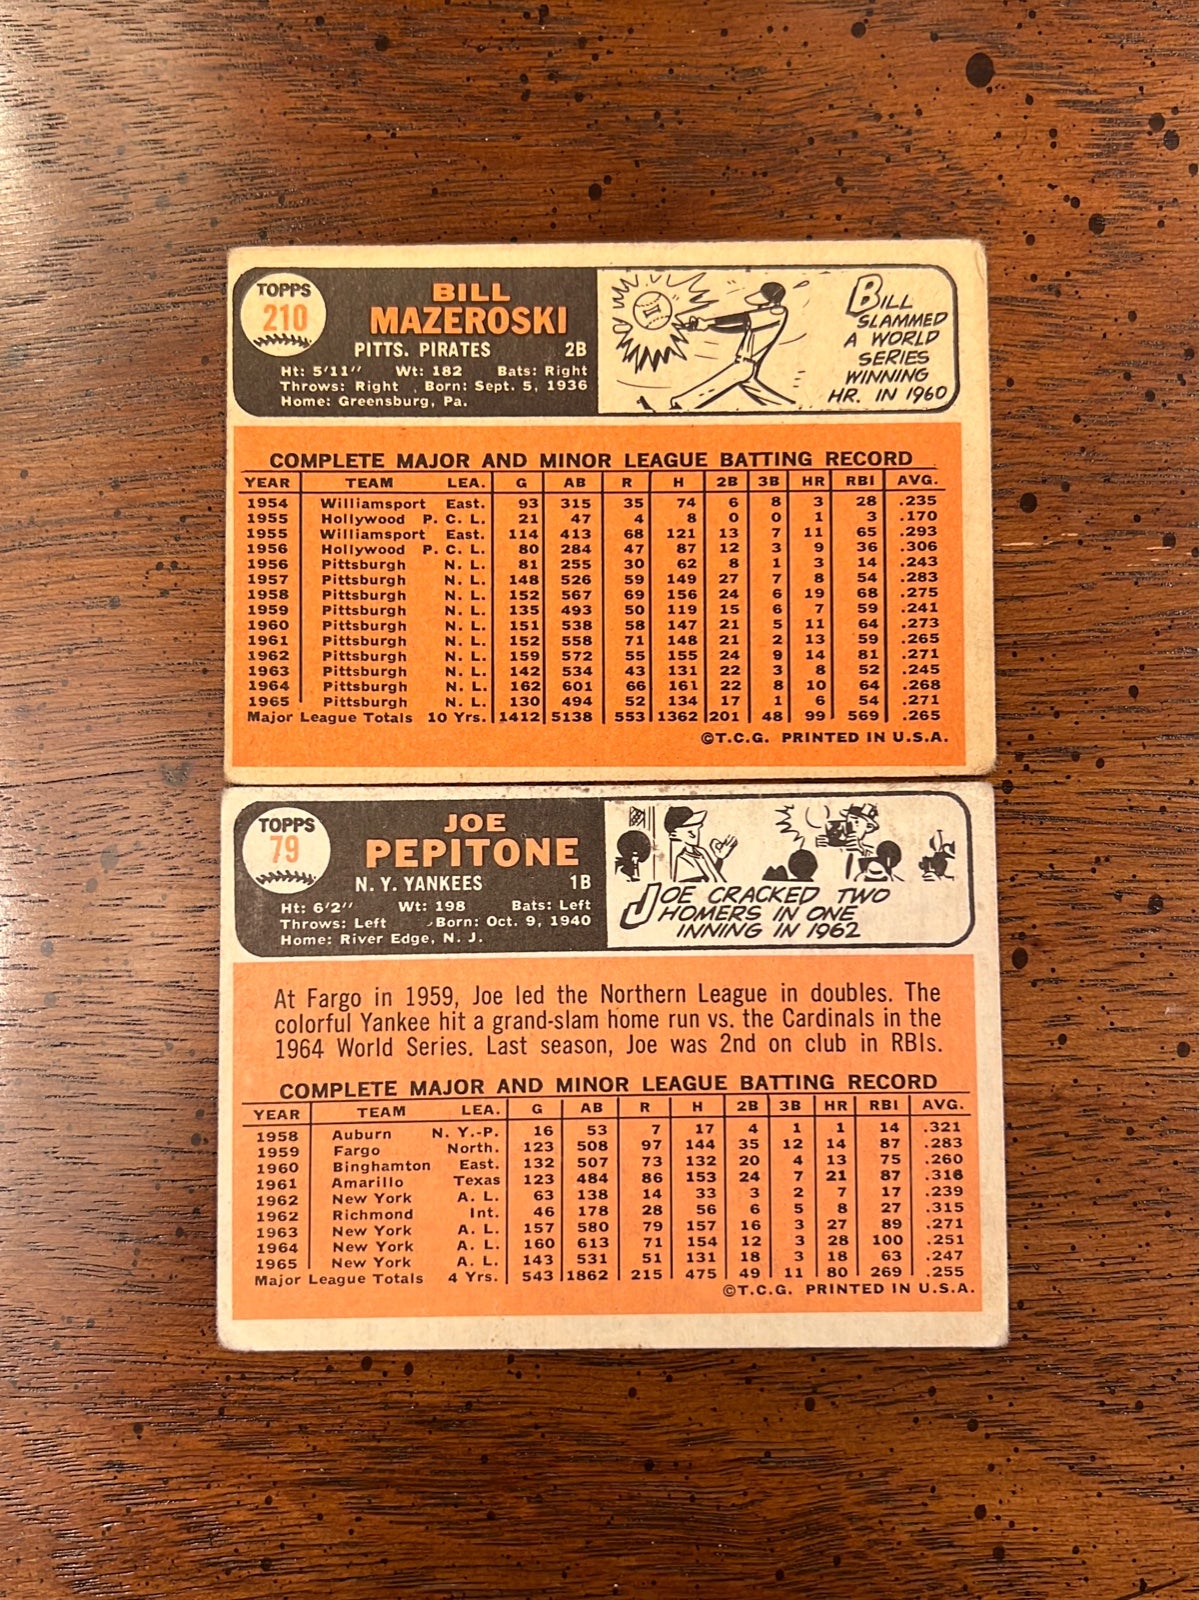 TOPPS
210
BILL
MAZEROSKI
PITTS. PIRATES 2B
Ht: 5'11" Wt: 182 Bats: Right
Throws: Right Born: Sept. 5, 1936
Home: Greensburg, Pa.
BILL
SLAMMED
A WORLD
SERIES
WINNING
HR. IN 1960
COMPLETE MAJOR AND MINOR LEAGUE BATTING RECORD
YEAR TEAM LEA. G AB R H 2B 3B HR RBI AVG.
1954 Williamsport East. 93 315 35 74 6 8 3 28 .235
1955 Hollywood P. C. L. 21 47 4 8 0 0 1 3 .170
1955 Williamsport East. 114 413 68 121 13 7 11 65 .293
1956 Hollywood P. C. L. 80 284 47 87 12 3 9 36 .306
1956 Pittsburgh N. L. 81 255 30 62 8 1 3 14 .243
1957 Pittsburgh N. L. 148 526 59 149 27 7 8 54 .283
1958 Pittsburgh N. L. 152 567 69 156 24 6 19 68 .275
1959 Pittsburgh N. L. 135 493 50 119 15 6 7 59 .241
1960 Pittsburgh N. L. 151 538 58 147 21 5 11 64 .273
1961 Pittsburgh N. L. 152 558 71 148 21 2 13 59 .265
1962 Pittsburgh N. L. 159 572 55 155 24 9 14 81 .271
1963 Pittsburgh N. L. 142 534 43 131 22 3 8 52 .245
1964 Pittsburgh N. L. 162 601 66 161 22 8 10 64 .268
1965 Pittsburgh N. L. 130 494 52 134 17 1 6 54 .271
Major League Totals 10 Yrs. 1412 5138 553 1362 201 48 99 569 .265
©T.C.G. PRINTED IN U.S.A.
TOPPS
79
JOE
PEPITONE
N. Y. YANKEES 1B
Ht: 6'2" Wt: 198 Bats: Left
Throws: Left Born: Oct. 9, 1940
Home: River Edge, N. J.
JOE CRACKED TWO
HOMERS IN ONE
INNING IN 1962
At Fargo in 1959, Joe led the Northern League in doubles. The
colorful Yankee hit a grand-slam home run vs. the Cardinals in the
1964 World Series. Last season, Joe was 2nd on club in RBIs.
COMPLETE MAJOR AND MINOR LEAGUE BATTING RECORD
YEAR TEAM LEA. G AB R H 2B 3B HR RBI AVG.
1958 Auburn N. Y.-P. 16 53 7 17 4 1 1 14 .321
1959 Fargo North. 123 508 97 144 35 12 14 87 .283
1960 Binghamton East. 132 507 73 132 20 4 13 75 .260
1961 Amarillo Texas 123 484 86 153 24 7 21 87 .316
1962 New York A. L. 63 138 14 33 3 2 7 17 .239
1962 Richmond Int. 46 178 28 56 6 5 8 27 .315
1963 New York A. L. 157 580 79 157 16 3 27 89 .271
1964 New York A. L. 160 613 71 154 12 3 28 100 .251
1965 New York A. L. 143 531 51 131 18 3 18 63 .247
Major League Totals 4 Yrs. 543 1862 215 475 49 11 80 269 .255
©T.C.G. PRINTED IN U.S.A.